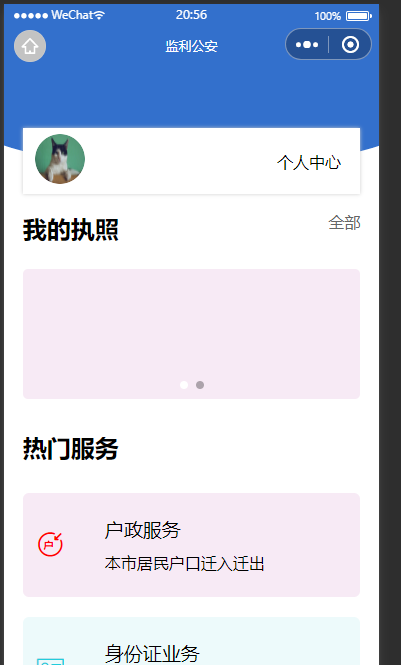 WeChat 20:56 100%
监利公安
个人中心
我的执照 全部
热门服务
户
户政服务
本市居民户口迁入迁出
身份证业务